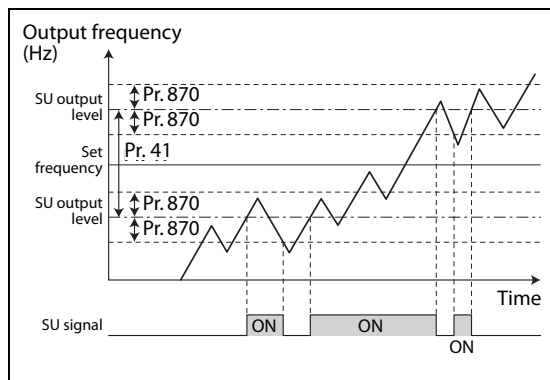 Output frequency
(Hz)
SU output
level
Pr. 870
Pr. 870
Pr. 41
Set
frequency
SU output
level
Pr. 870
Pr. 870
Time
SU signal
ON
ON
ON